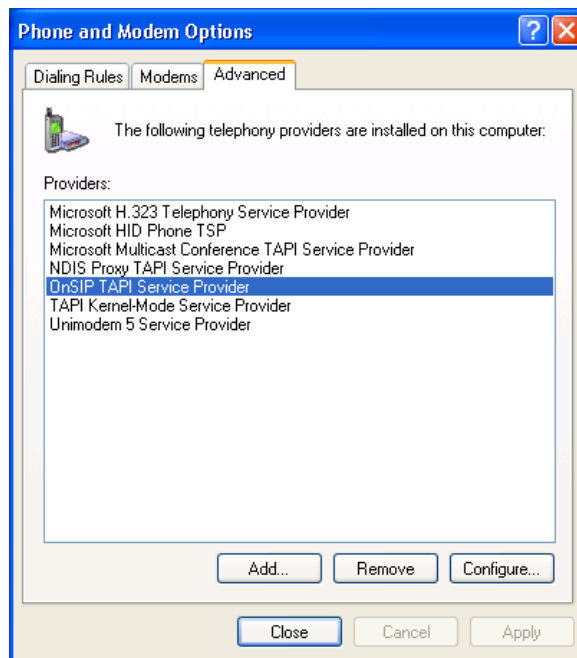 Phone and Modem Options
Dialing Rules Modems Advanced
The following telephony providers are installed on this computer:
Providers:
Microsoft H.323 Telephony Service Provider
Microsoft HID Phone TSP
Microsoft Multicast Conference TAPI Service Provider
NDIS Proxy TAPI Service Provider
OnSIP TAPI Service Provider
TAPI Kernel-Mode Service Provider
Unimodem 5 Service Provider
Add... Remove Configure...
Close Cancel Apply